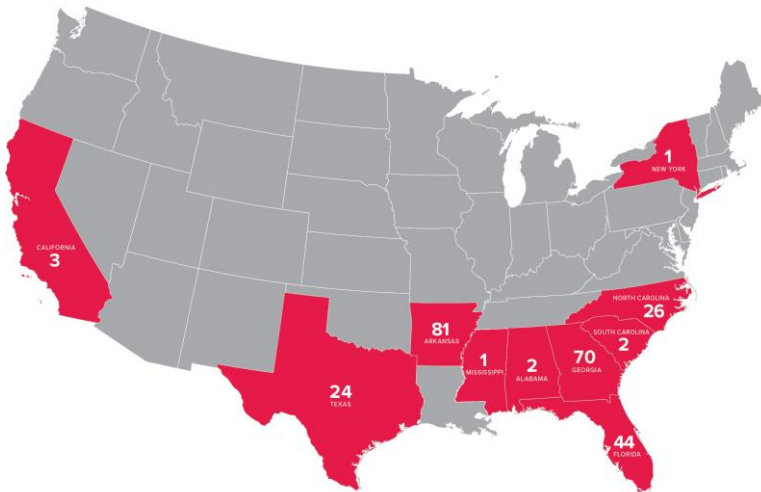 1
NEW YORK
CALIFORNIA
3
NORTH CAROLINA
26
81
ARKANSAS
SOUTH CAROLINA
2
1
MISSISSIPPI
2
ALABAMA
70
GEORGIA
24
TEXAS
44
FLORIDA